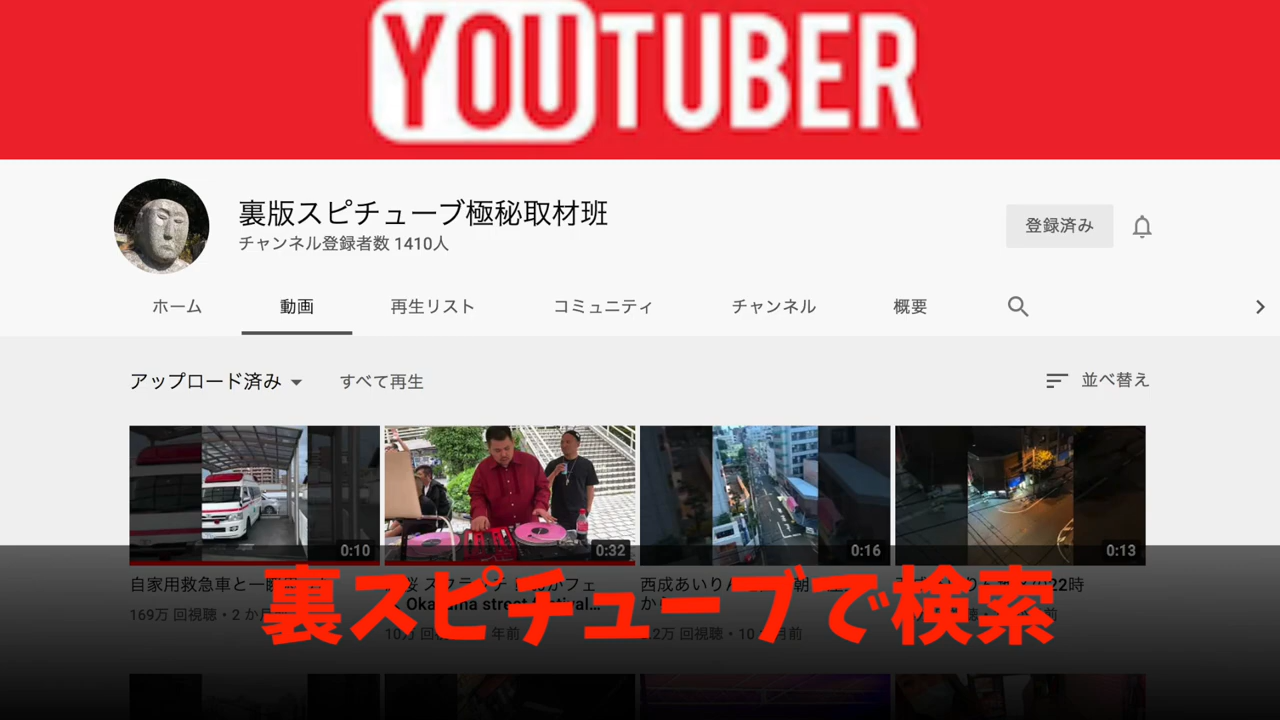 YOUTUBER
裏版スピチューブ極秘取材班
チャンネル登録者数 1410人
登録済み
ホーム
動画
再生リスト
コミュニティ
チャンネル
概要
アップロード済み
すべて再生
並べ替え
0:10
0:32
0:16
0:13
自家用救急車と一
西成あいり
22時
169万 回視聴・2 か
裏スピチューブで検索